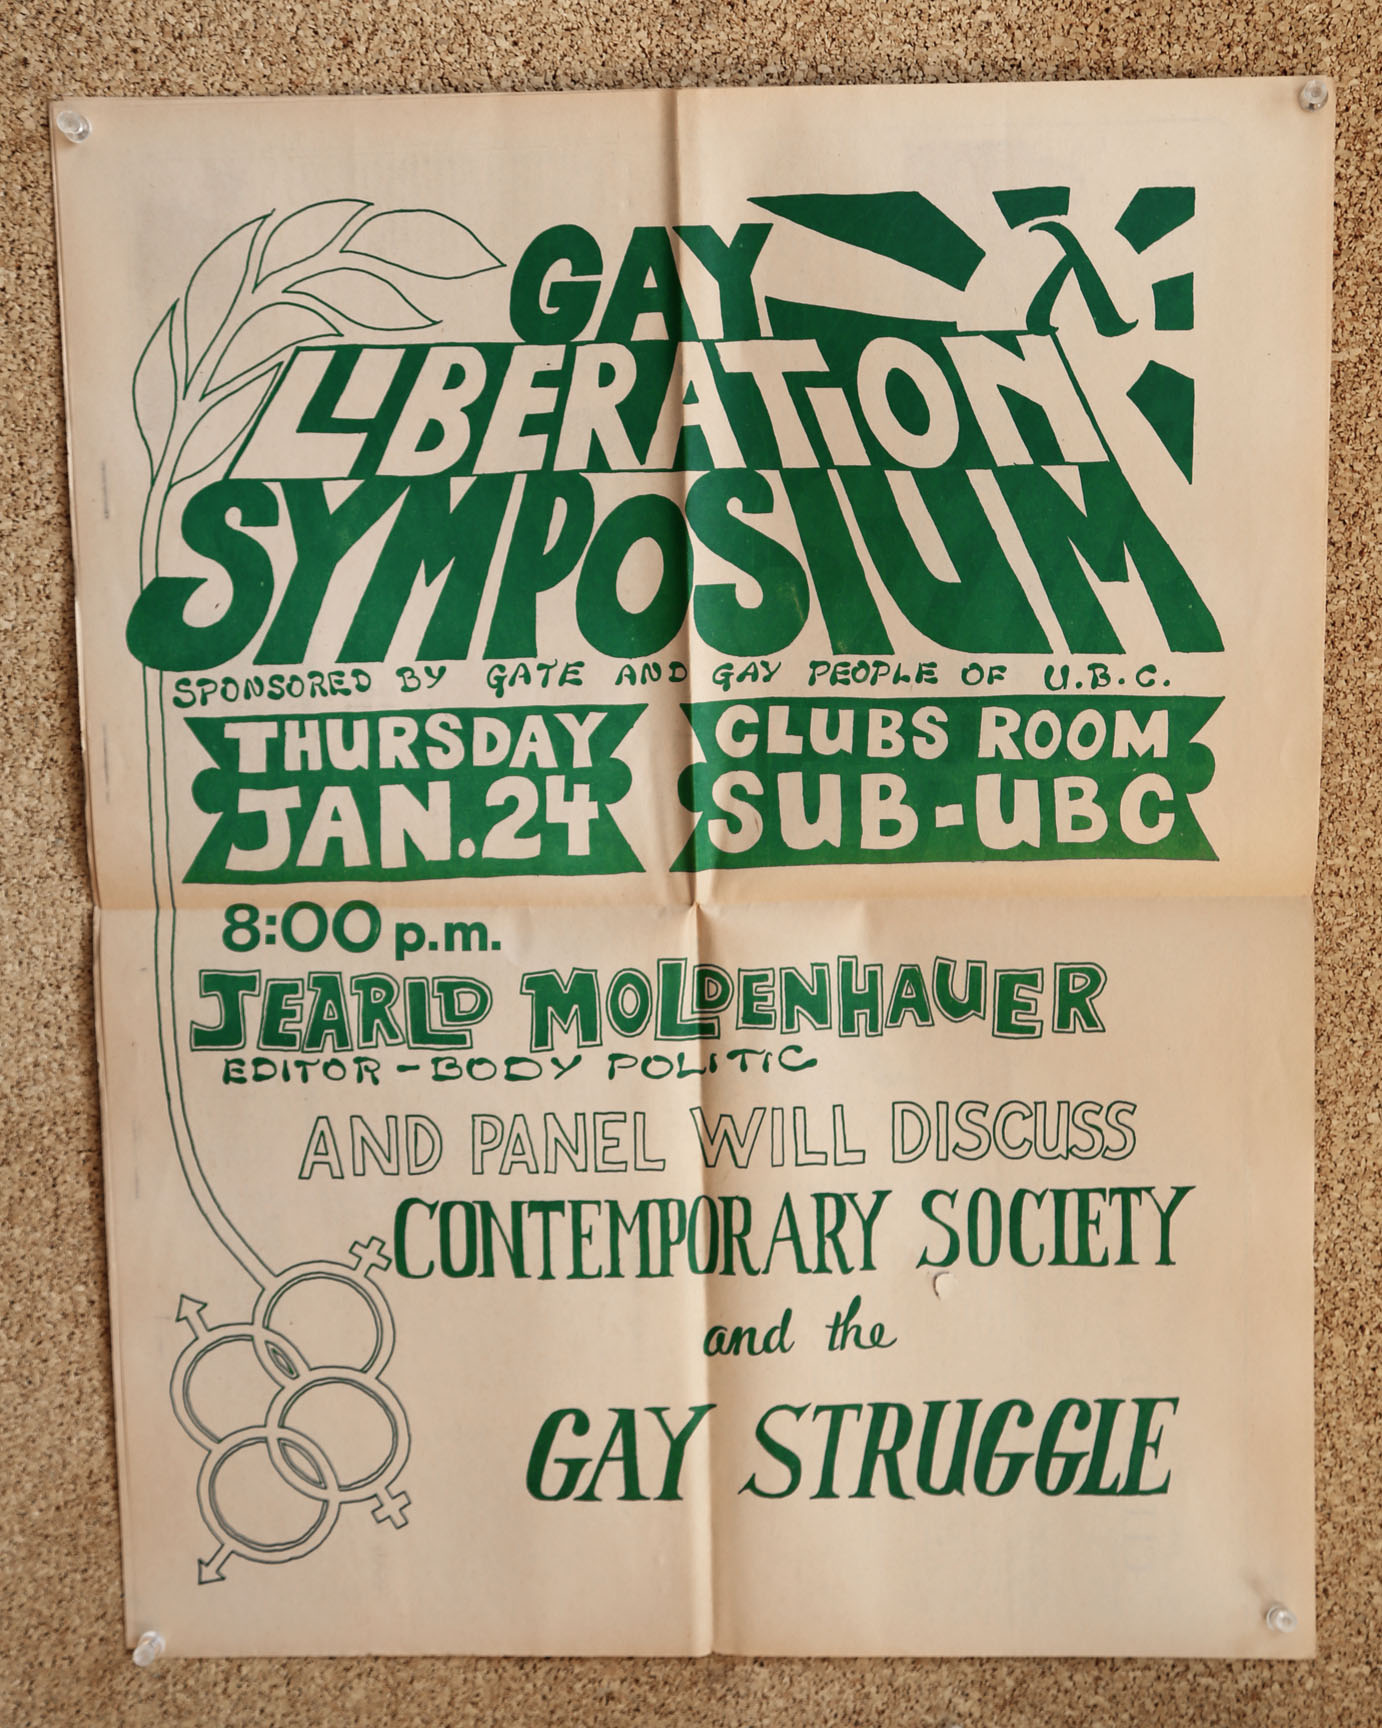 λ
GAY
LIBERATION
SYMPOSIUM
SPONSORED BY GATE AND GAY PEOPLE OF U.B.C.
THURSDAY
JAN. 24
CLUBS ROOM
SUB-UBC
8:00 p.m.
JEARLD MOLDENHAUER
EDITOR - BODY POLITIC
AND PANEL WILL DISCUSS
CONTEMPORARY SOCIETY
and the
GAY STRUGGLE